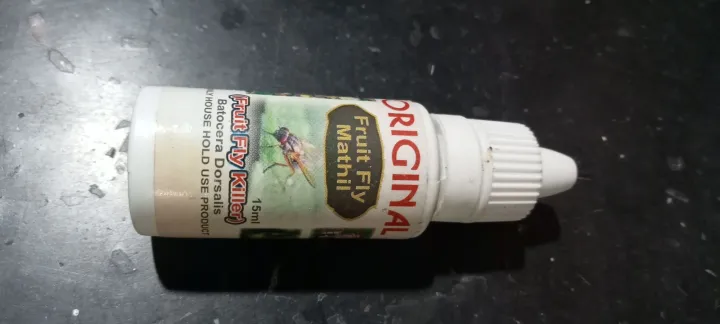 ORIGINAL
Fruit Fly
Mathil
15ml
(Fruit Fly Killer)
Batocera Dorsalis
HOUSE HOLD USE PRODUCT